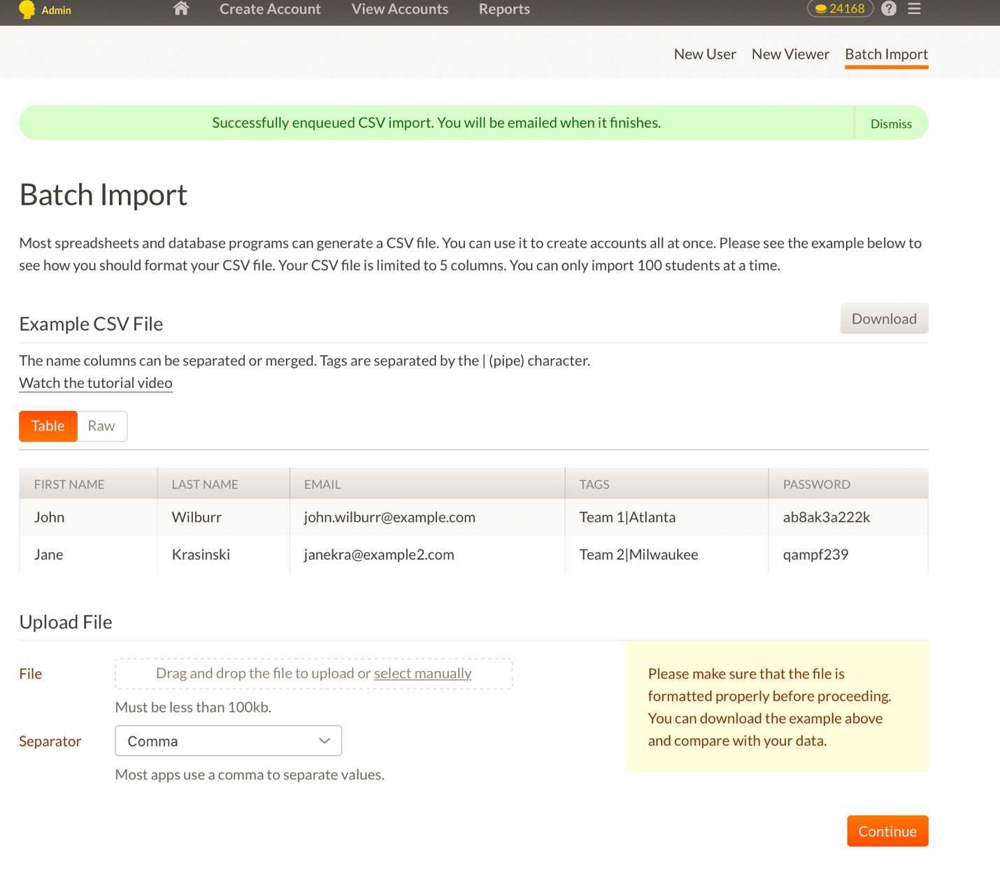 Admin
Create Account
View Accounts
Reports
24168
?
New User
New Viewer
Batch Import
Successfully enqueued CSV import. You will be emailed when it finishes.
Dismiss
Batch Import
Most spreadsheets and database programs can generate a CSV file. You can use it to create accounts all at once. Please see the example below to
see how you should format your CSV file. Your CSV file is limited to 5 columns. You can only import 100 students at a time.
Example CSV File
Download
The name columns can be separated or merged. Tags are separated by the | (pipe) character.
Watch the tutorial video
Table
Raw
FIRST NAME LAST NAME EMAIL TAGS PASSWORD
John Wilburr john.wilburr@example.com Team 1|Atlanta ab8ak3a222k
Jane Krasinski janekra@example2.com Team 2|Milwaukee qampf239
Upload File
File
Drag and drop the file to upload or select manually
Must be less than 100kb.
Separator
Comma
Most apps use a comma to separate values.
Please make sure that the file is
formatted properly before proceeding.
You can download the example above
and compare with your data.
Continue